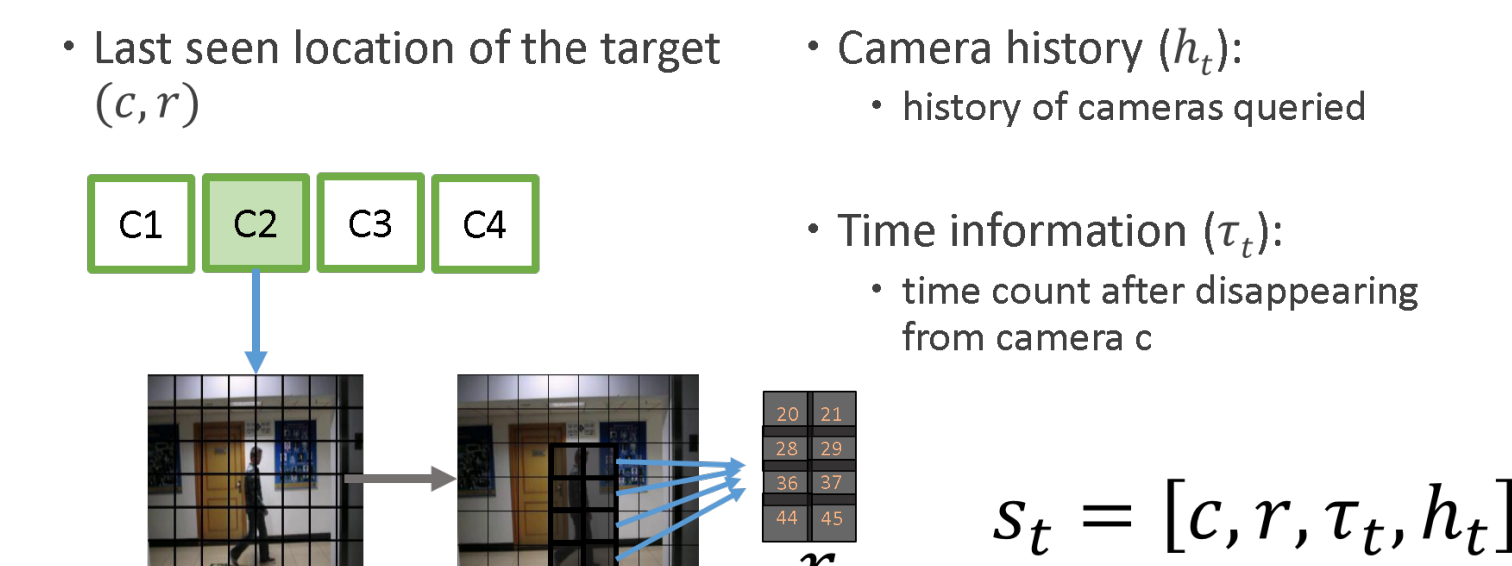 • Last seen location of the target
(c, r)
C1 C2 C3 C4
20 21
28 29
36 37
44 45
r
• Camera history (hₜ):
• history of cameras queried
• Time information (τₜ):
• time count after disappearing
from camera c
sₜ = [c, r, τₜ, hₜ]